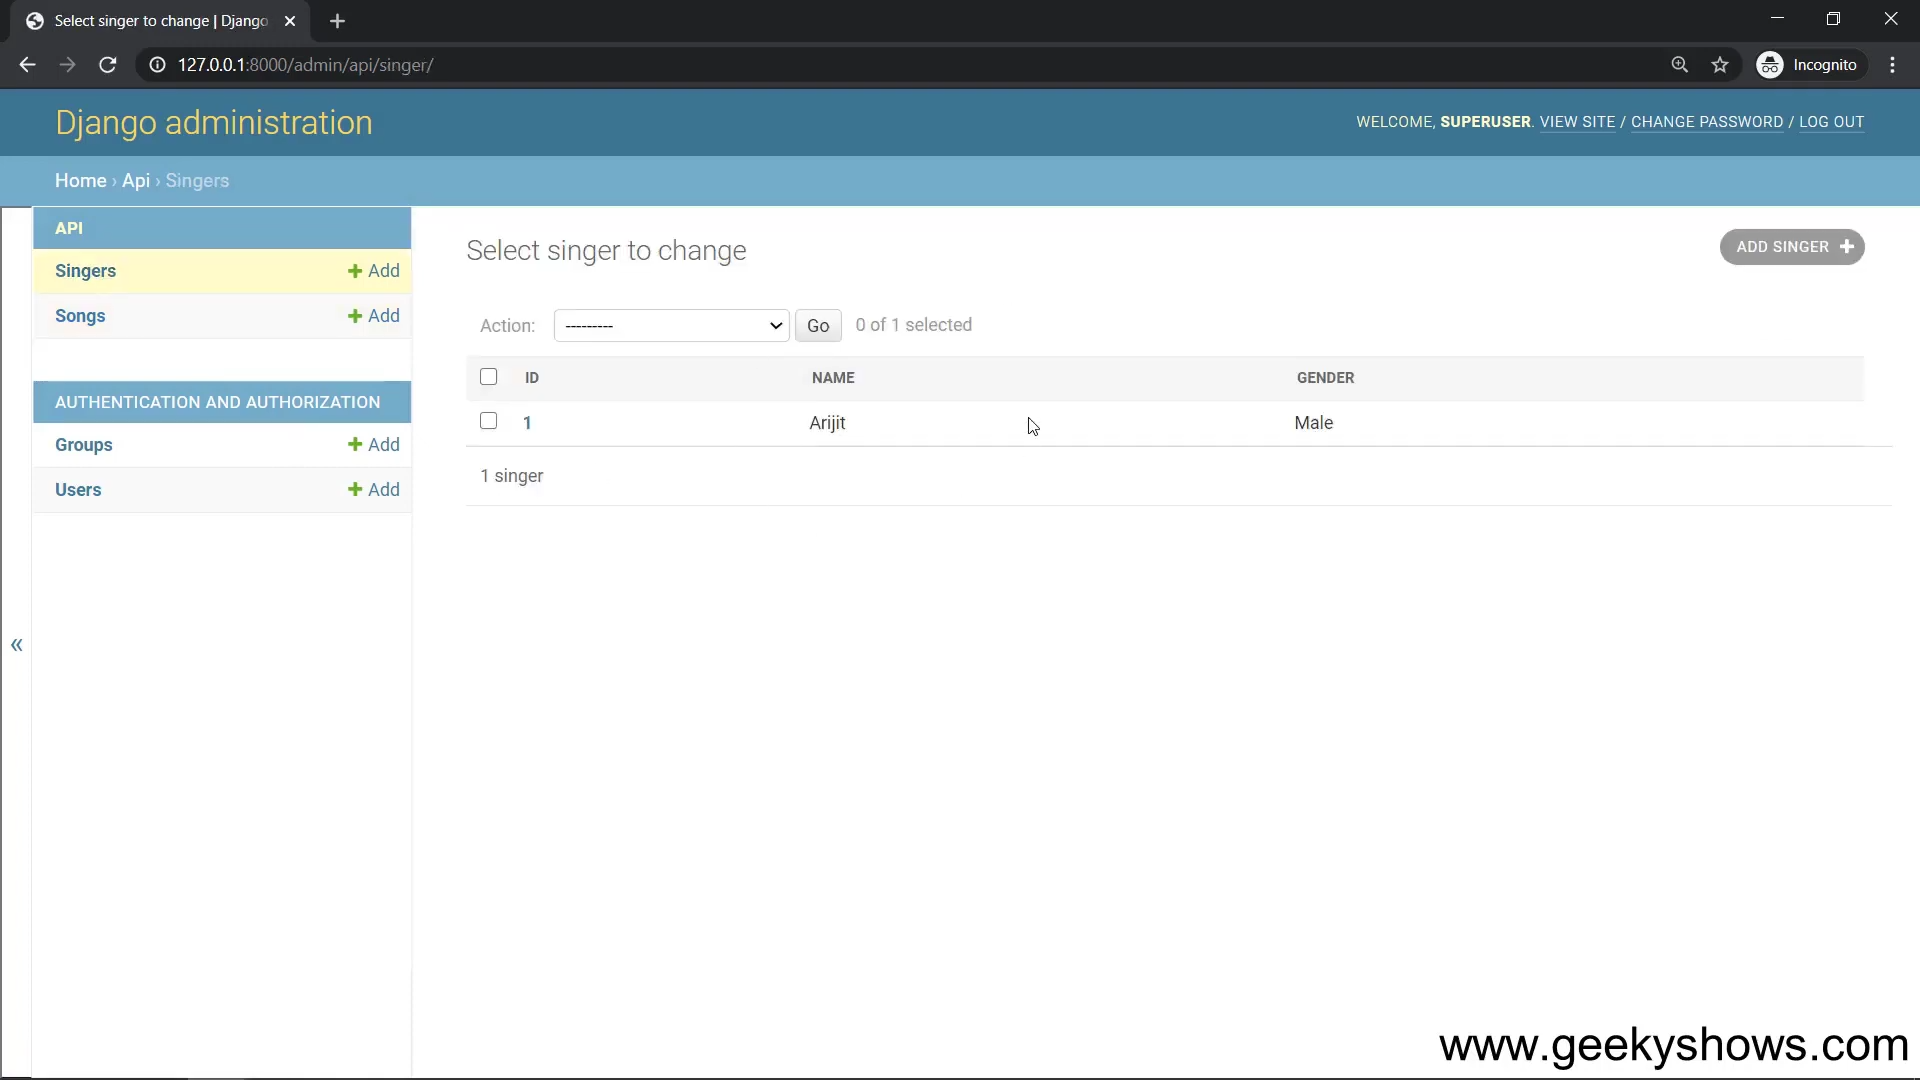 Select singer to change | Django
127.0.0.1:8000/admin/api/singer/
Incognito
Django administration
WELCOME, SUPERUSER. VIEW SITE / CHANGE PASSWORD / LOG OUT
Home › Api › Singers
API
Singers + Add
Songs + Add
AUTHENTICATION AND AUTHORIZATION
Groups + Add
Users + Add
«
Select singer to change
ADD SINGER +
Action: --------- Go 0 of 1 selected
ID NAME GENDER
1 Arijit Male
1 singer
www.geekyshows.com